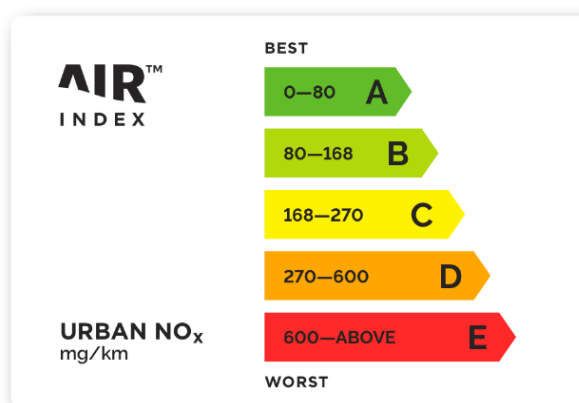 AIR™
INDEX
BEST
0—80 A
80—168 B
168—270 C
270—600 D
600—ABOVE E
WORST
URBAN NOx
mg/km